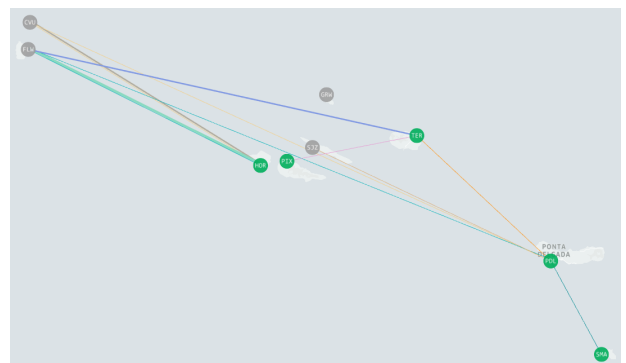 CVU
FLW
GRW
TER
SJZ
PIX
HOR
PONTA
DELGADA
PDL
SMA